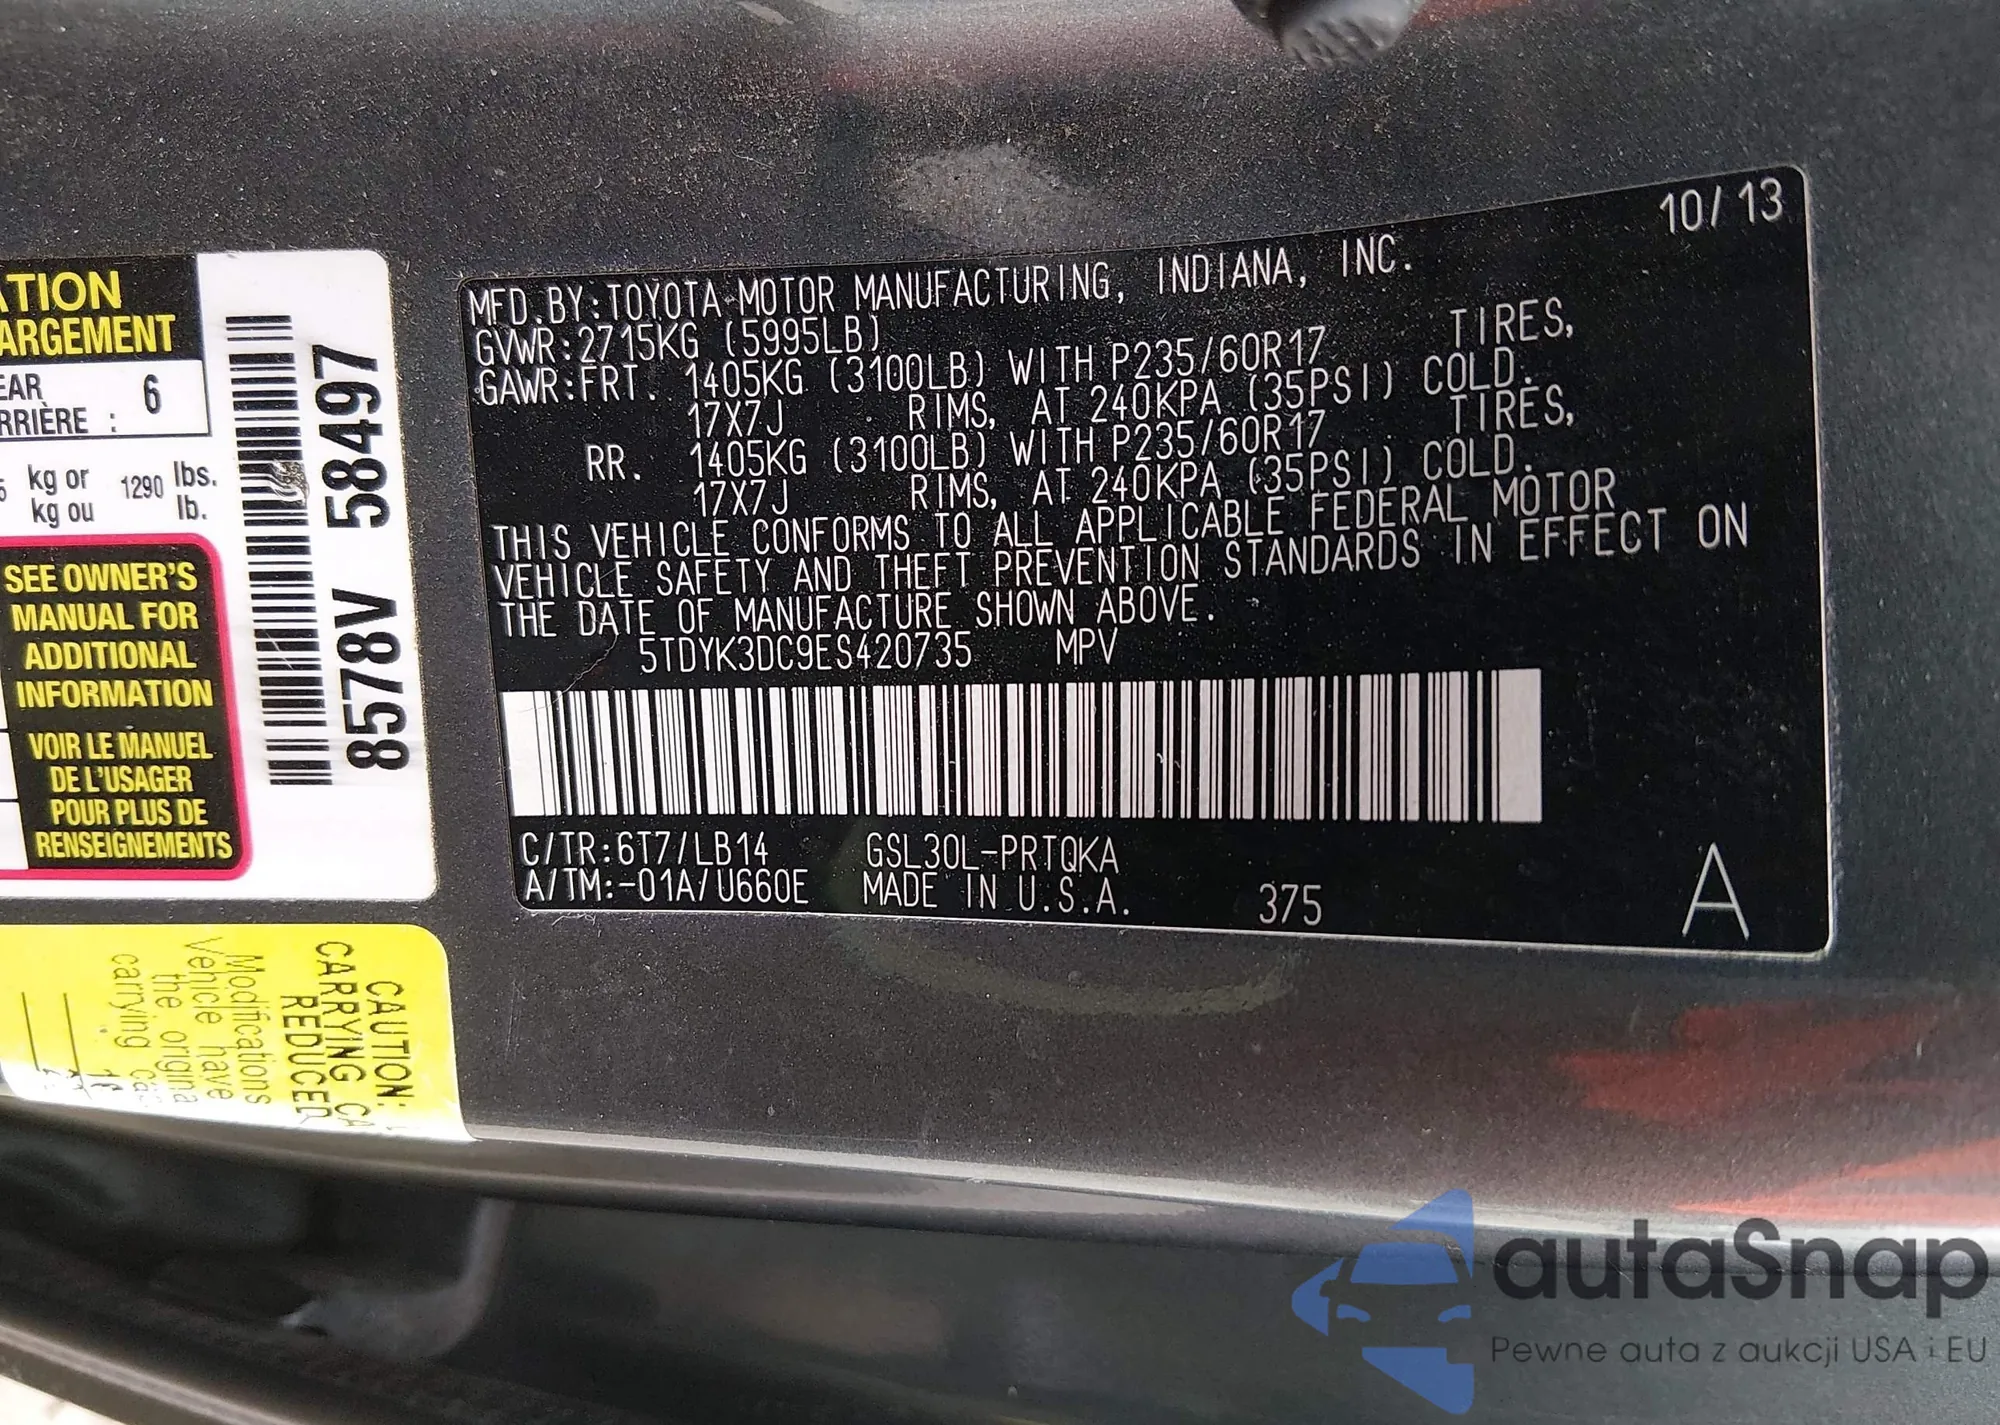 10/13
MFD.BY:TOYOTA MOTOR MANUFACTURING, INDIANA, INC.
GVWR:2715KG (5995LB)
GAWR:FRT. 1405KG (3100LB) WITH P235/60R17 TIRES,
17X7J RIMS, AT 240KPA (35PSI) COLD.
RR. 1405KG (3100LB) WITH P235/60R17 TIRES,
17X7J RIMS, AT 240KPA (35PSI) COLD.
THIS VEHICLE CONFORMS TO ALL APPLICABLE FEDERAL MOTOR
VEHICLE SAFETY AND THEFT PREVENTION STANDARDS IN EFFECT ON
THE DATE OF MANUFACTURE SHOWN ABOVE.
5TDYK3DC9ES420735 MPV
C/TR:6T7/LB14 GSL30L-PRTQKA
A/TM:-01A/U660E MADE IN U.S.A. 375 A
ATION
ARGEMENT
EAR 6
RRIÈRE :
kg or 1290 lbs.
kg ou lb.
SEE OWNER'S
MANUAL FOR
ADDITIONAL
INFORMATION
VOIR LE MANUEL
DE L'USAGER
POUR PLUS DE
RENSEIGNEMENTS
8578V 58497
CAUTION:
CARRYING CA
REDUCED
Modifications
Vehicle have
the origina
carrying ca
autoSnap
Pewne auta z aukcji USA i EU